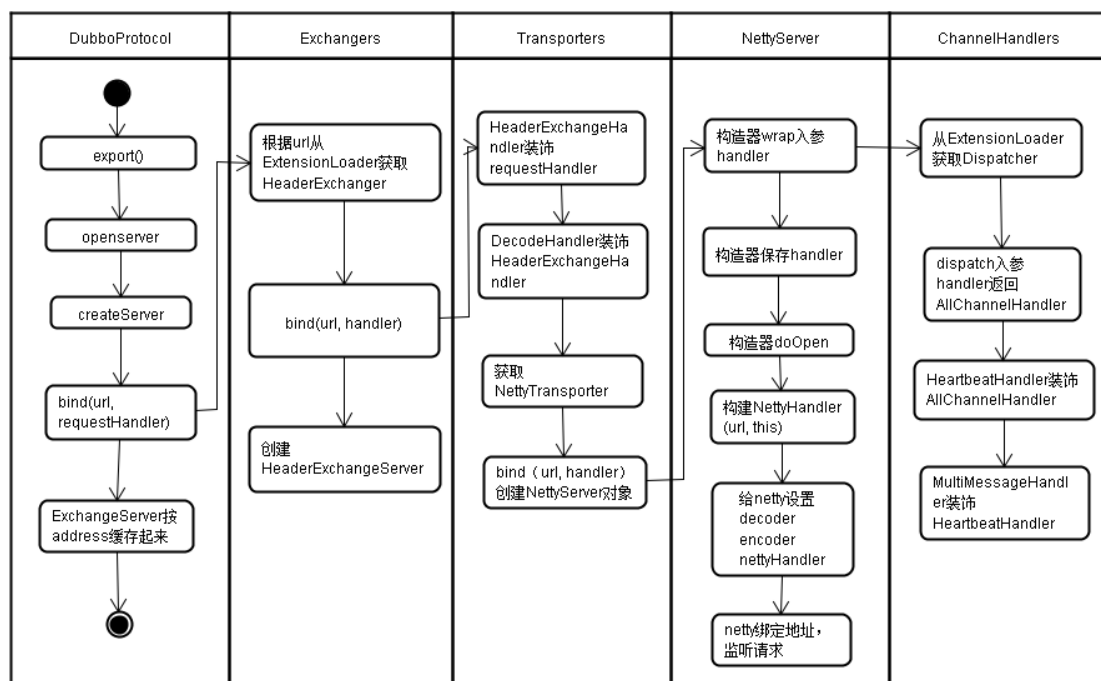 DubboProtocol
Exchangers
Transporters
NettyServer
ChannelHandlers
export()
openserver
createServer
bind(url,
requestHandler)
ExchangeServer按
address缓存起来
根据url从
ExtensionLoader获取
HeaderExchanger
bind(url, handler)
创建
HeaderExchangeServer
HeaderExchangeHa
ndler装饰
requestHandler
DecodeHandler装饰
HeaderExchangeHa
ndler
获取
NettyTransporter
bind（url, handler）
创建NettyServer对象
构造器wrap入参
handler
构造器保存handler
构造器doOpen
构建NettyHandler
(url, this)
给netty设置
decoder
encoder
nettyHandler
netty绑定地址，
监听请求
从ExtensionLoader
获取Dispatcher
dispatch入参
handler返回
AllChannelHandler
HeartbeatHandler装饰
AllChannelHandler
MultiMessageHandl
er装饰
HeartbeatHandler